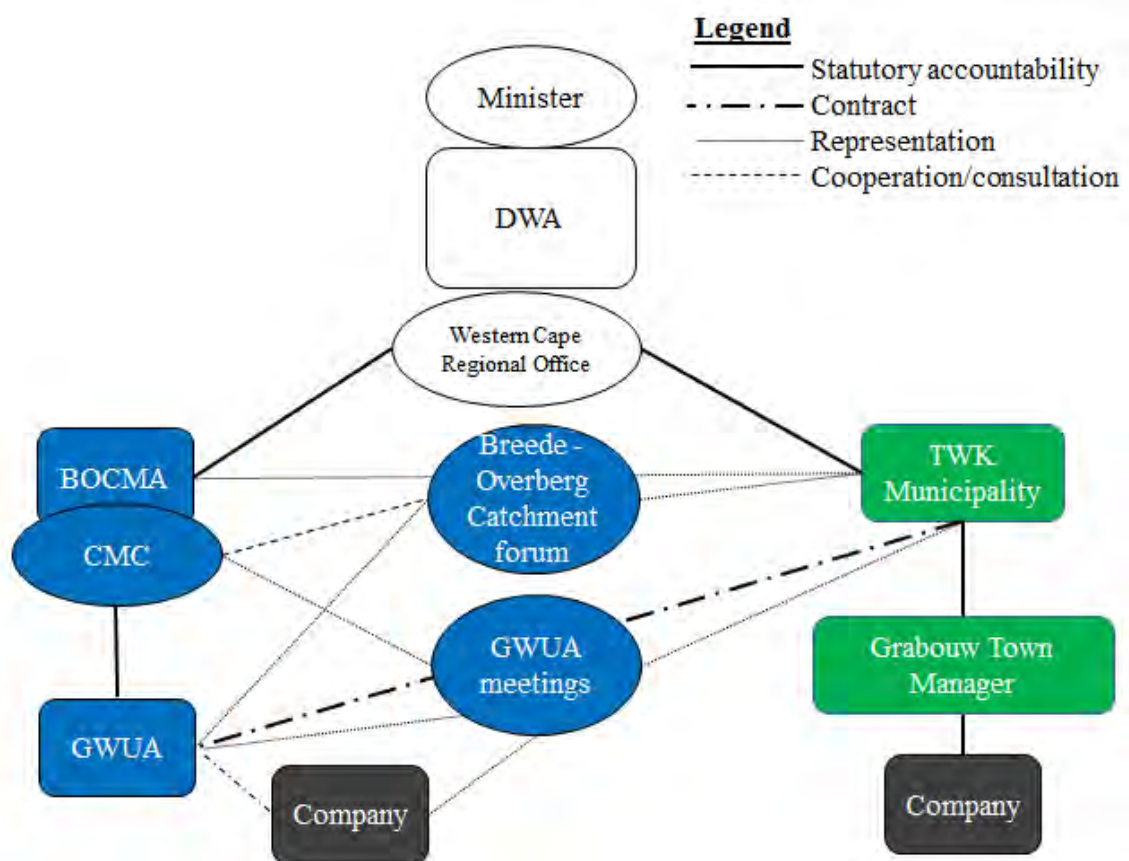 Legend
Statutory accountability
Contract
Representation
Cooperation/consultation
Minister
DWA
Western Cape
Regional Office
BOCMA
CMC
Breede -
Overberg
Catchment
forum
TWK
Municipality
GWUA
meetings
Grabouw Town
Manager
GWUA
Company
Company